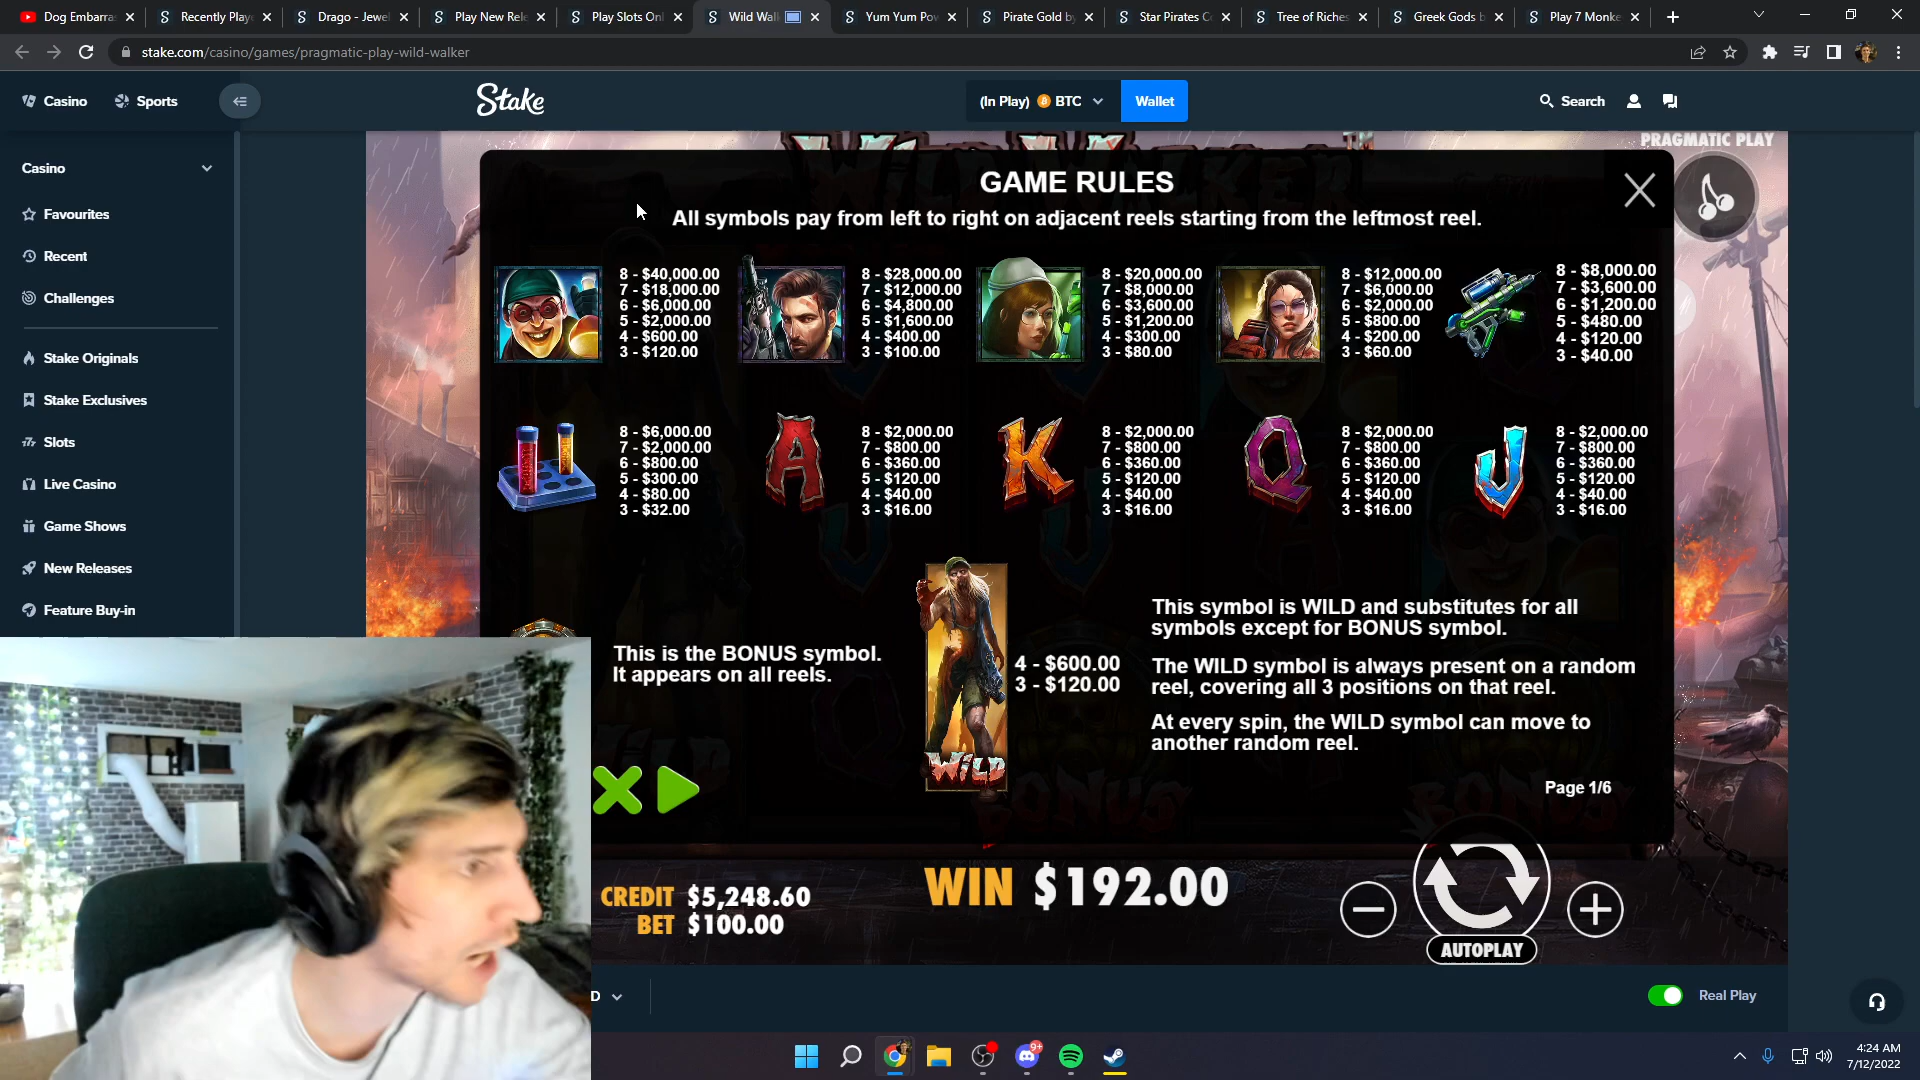 Dog Embarras
Recently Playe
Drago - Jewel
Play New Rele
Play Slots Onl
Wild Walk
Yum Yum Pow
Pirate Gold by
Star Pirates C
Tree of Riches
Greek Gods b
Play 7 Monke
stake.com/casino/games/pragmatic-play-wild-walker
Casino
Sports
Stake
(In Play) BTC
Wallet
Search
Casino
Favourites
Recent
Challenges
Stake Originals
Stake Exclusives
Slots
Live Casino
Game Shows
New Releases
Feature Buy-in
PRAGMATIC PLAY
GAME RULES
All symbols pay from left to right on adjacent reels starting from the leftmost reel.
8 - $40,000.00
7 - $18,000.00
6 - $6,000.00
5 - $2,000.00
4 - $600.00
3 - $120.00
8 - $28,000.00
7 - $12,000.00
6 - $4,800.00
5 - $1,600.00
4 - $400.00
3 - $100.00
8 - $20,000.00
7 - $8,000.00
6 - $3,600.00
5 - $1,200.00
4 - $300.00
3 - $80.00
8 - $12,000.00
7 - $6,000.00
6 - $2,000.00
5 - $800.00
4 - $200.00
3 - $60.00
8 - $8,000.00
7 - $3,600.00
6 - $1,200.00
5 - $480.00
4 - $120.00
3 - $40.00
8 - $6,000.00
7 - $2,000.00
6 - $800.00
5 - $300.00
4 - $80.00
3 - $32.00
A
8 - $2,000.00
7 - $800.00
6 - $360.00
5 - $120.00
4 - $40.00
3 - $16.00
K
8 - $2,000.00
7 - $800.00
6 - $360.00
5 - $120.00
4 - $40.00
3 - $16.00
Q
8 - $2,000.00
7 - $800.00
6 - $360.00
5 - $120.00
4 - $40.00
3 - $16.00
J
8 - $2,000.00
7 - $800.00
6 - $360.00
5 - $120.00
4 - $40.00
3 - $16.00
This is the BONUS symbol.
It appears on all reels.
WILD
4 - $600.00
3 - $120.00
This symbol is WILD and substitutes for all
symbols except for BONUS symbol.
The WILD symbol is always present on a random
reel, covering all 3 positions on that reel.
At every spin, the WILD symbol can move to
another random reel.
Page 1/6
BONUS
BONUS
CREDIT $5,248.60
BET $100.00
WIN $192.00
AUTOPLAY
D
Real Play
9+
4:24 AM
7/12/2022